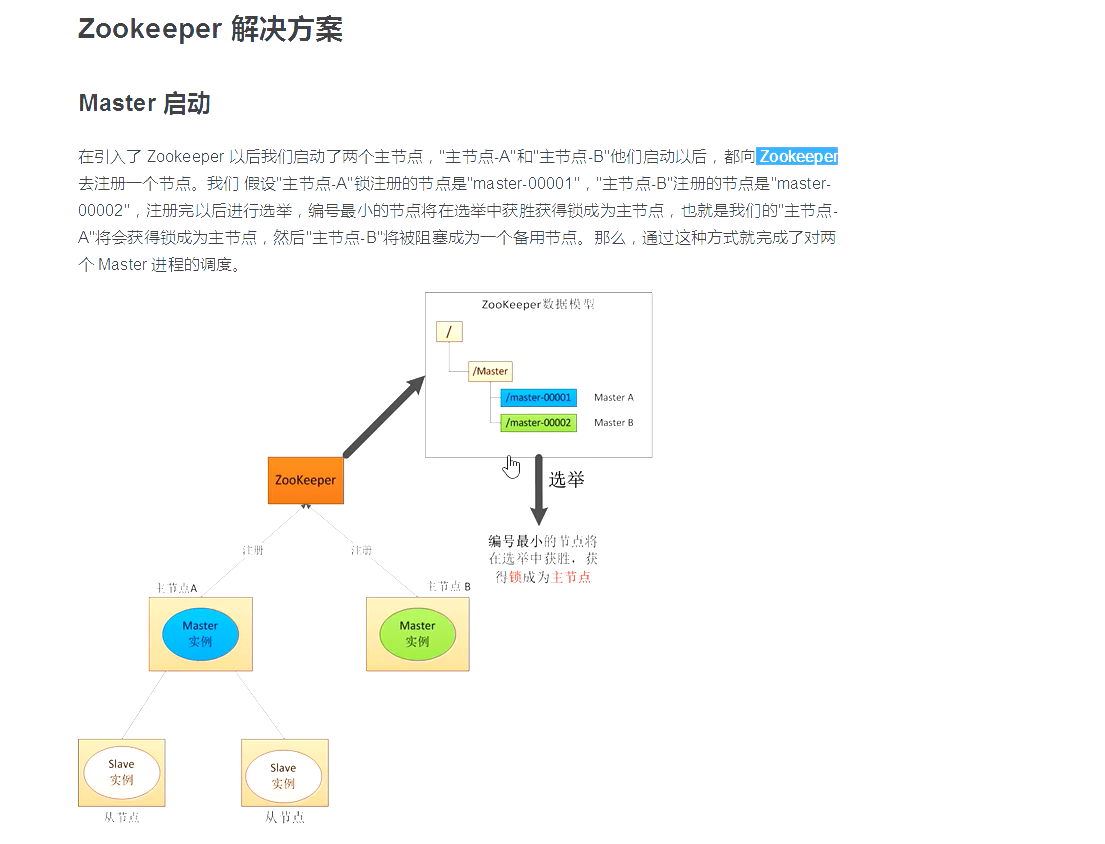 Zookeeper 解决方案
Master 启动
在引入了 Zookeeper 以后我们启动了两个主节点，"主节点-A"和"主节点-B"他们启动以后，都向 Zookeeper
去注册一个节点。我们 假设"主节点-A"锁注册的节点是"master-00001"，"主节点-B"注册的节点是"master-
00002"，注册完以后进行选举，编号最小的节点将在选举中获胜获得锁成为主节点，也就是我们的"主节点-
A"将会获得锁成为主节点，然后"主节点-B"将被阻塞成为一个备用节点。那么，通过这种方式就完成了对两
个 Master 进程的调度。
ZooKeeper数据模型
/
/Master
/master-00001 Master A
/master-00002 Master B
ZooKeeper
选举
编号最小的节点将
在选举中获胜，获
得锁成为主节点
注册 注册
主节点A 主节点 B
Master
实例
Master
实例
Slave
实例
Slave
实例
从节点 从节点